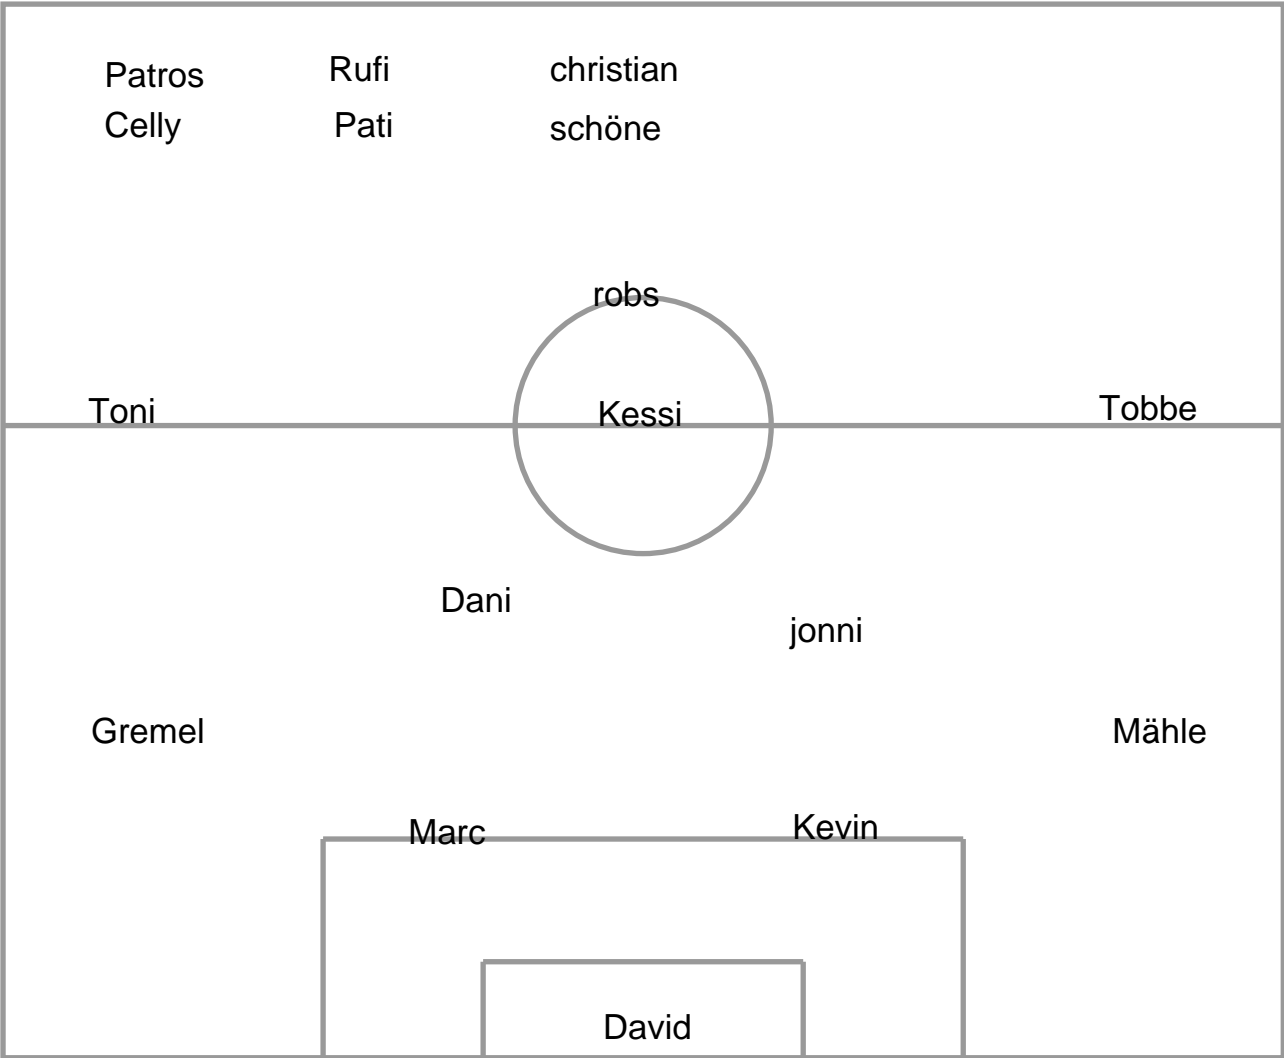 Patros Rufi christian
Celly Pati schöne
robs
Toni Kessi Tobbe
Dani
jonni
Gremel Mähle
Marc Kevin
David